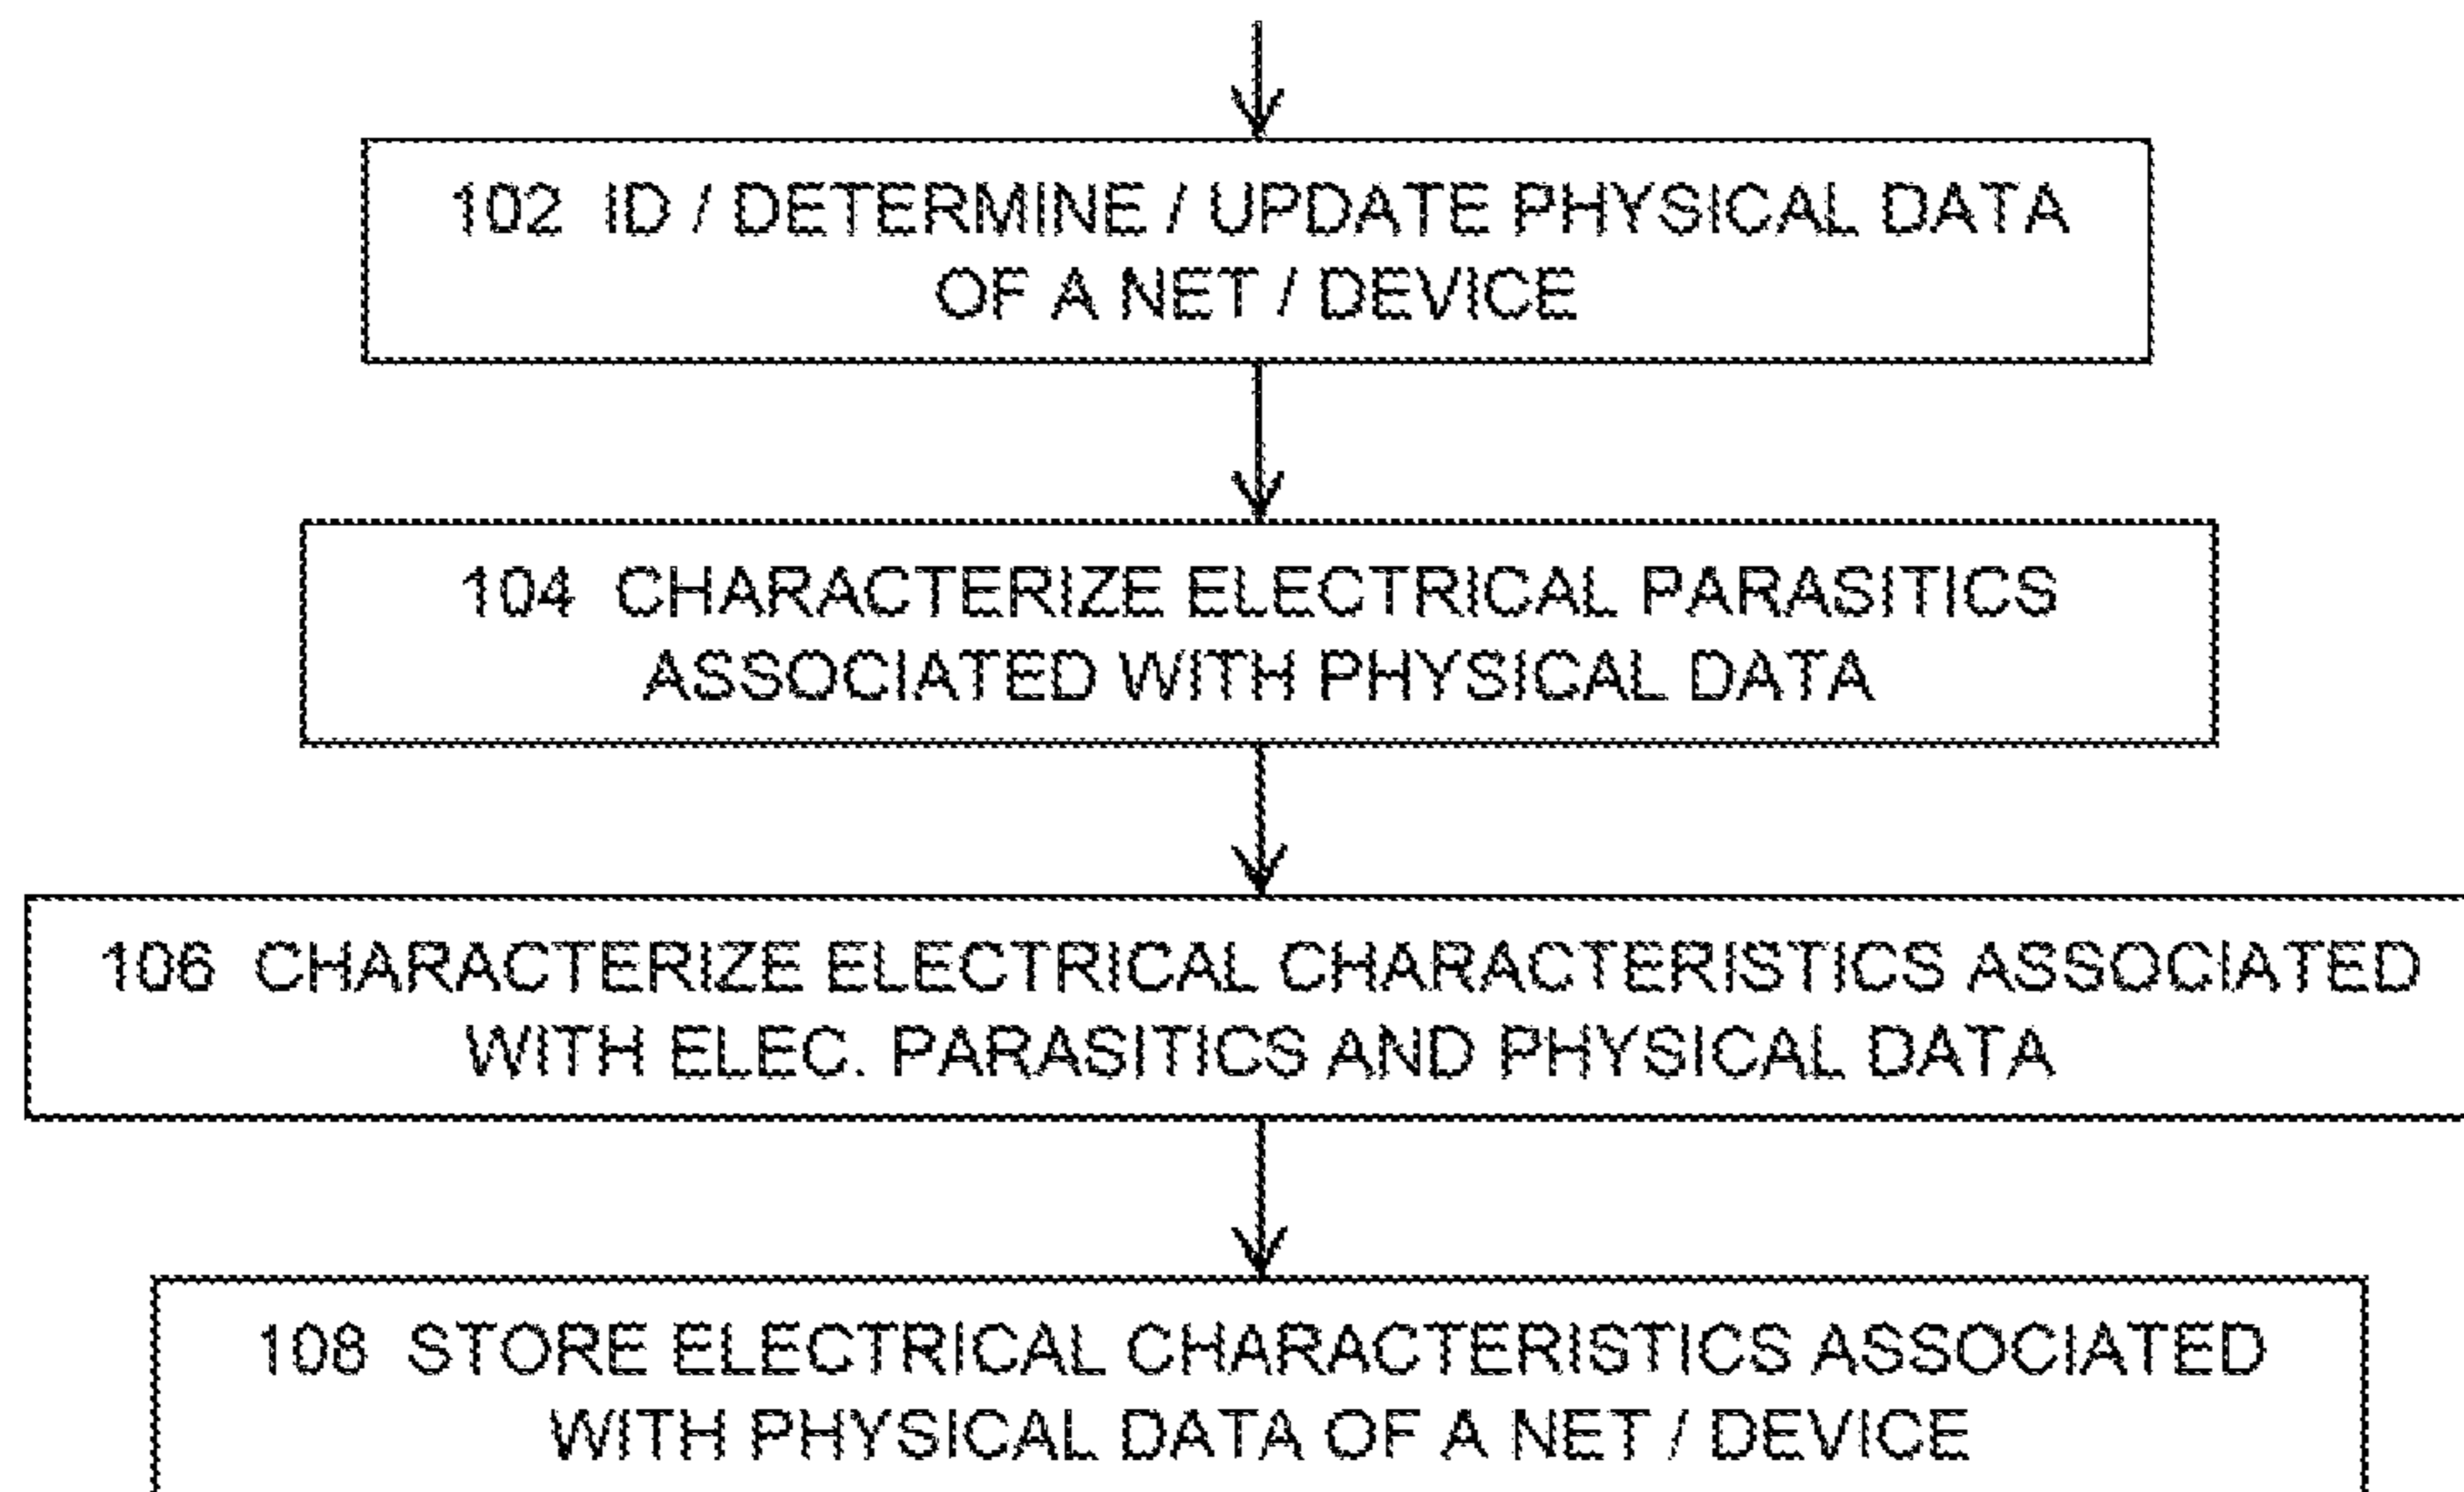 102 ID / DETERMINE / UPDATE PHYSICAL DATA
OF A NET / DEVICE
104 CHARACTERIZE ELECTRICAL PARASITICS
ASSOCIATED WITH PHYSICAL DATA
106 CHARACTERIZE ELECTRICAL CHARACTERISTICS ASSOCIATED
WITH ELEC. PARASITICS AND PHYSICAL DATA
108 STORE ELECTRICAL CHARACTERISTICS ASSOCIATED
WITH PHYSICAL DATA OF A NET / DEVICE